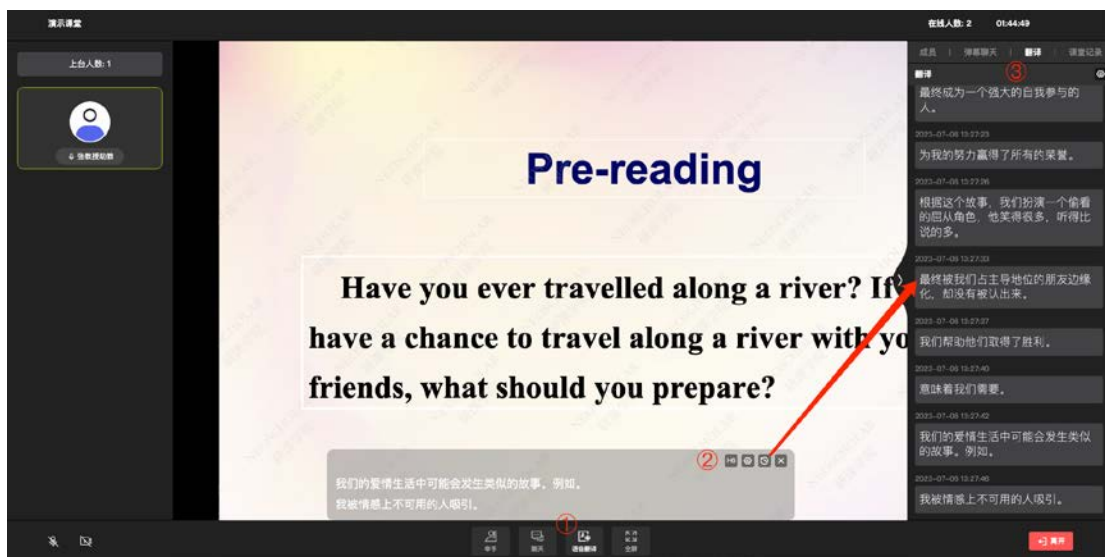 演示课堂
在线人数: 2
01:44:49
上台人数: 1
张教授助教
成员 | 弹幕聊天 | 翻译 | 课堂记录
③
翻译
最终成为一个强大的自我参与的
人。
2023-07-06 13:27:23
为我的努力赢得了所有的荣誉。
2023-07-06 13:27:26
根据这个故事，我们扮演一个偷看
的屈从角色，他笑得很多，听得比
说的多。
2023-07-06 13:27:33
最终被我们占主导地位的朋友边缘
化，却没有被认出来。
2023-07-06 13:27:37
我们帮助他们取得了胜利。
2023-07-06 13:27:40
意味着我们需要。
2023-07-06 13:27:42
我们的爱情生活中可能会发生类似
的故事。例如。
2023-07-06 13:27:46
我被情感上不可用的人吸引。
Pre-reading
Have you ever travelled along a river? If
have a chance to travel along a river with yo
friends, what should you prepare?
②
我们的爱情生活中可能会发生类似的故事。例如。
我被情感上不可用的人吸引。
①
举手
聊天
语音翻译
全屏
离开